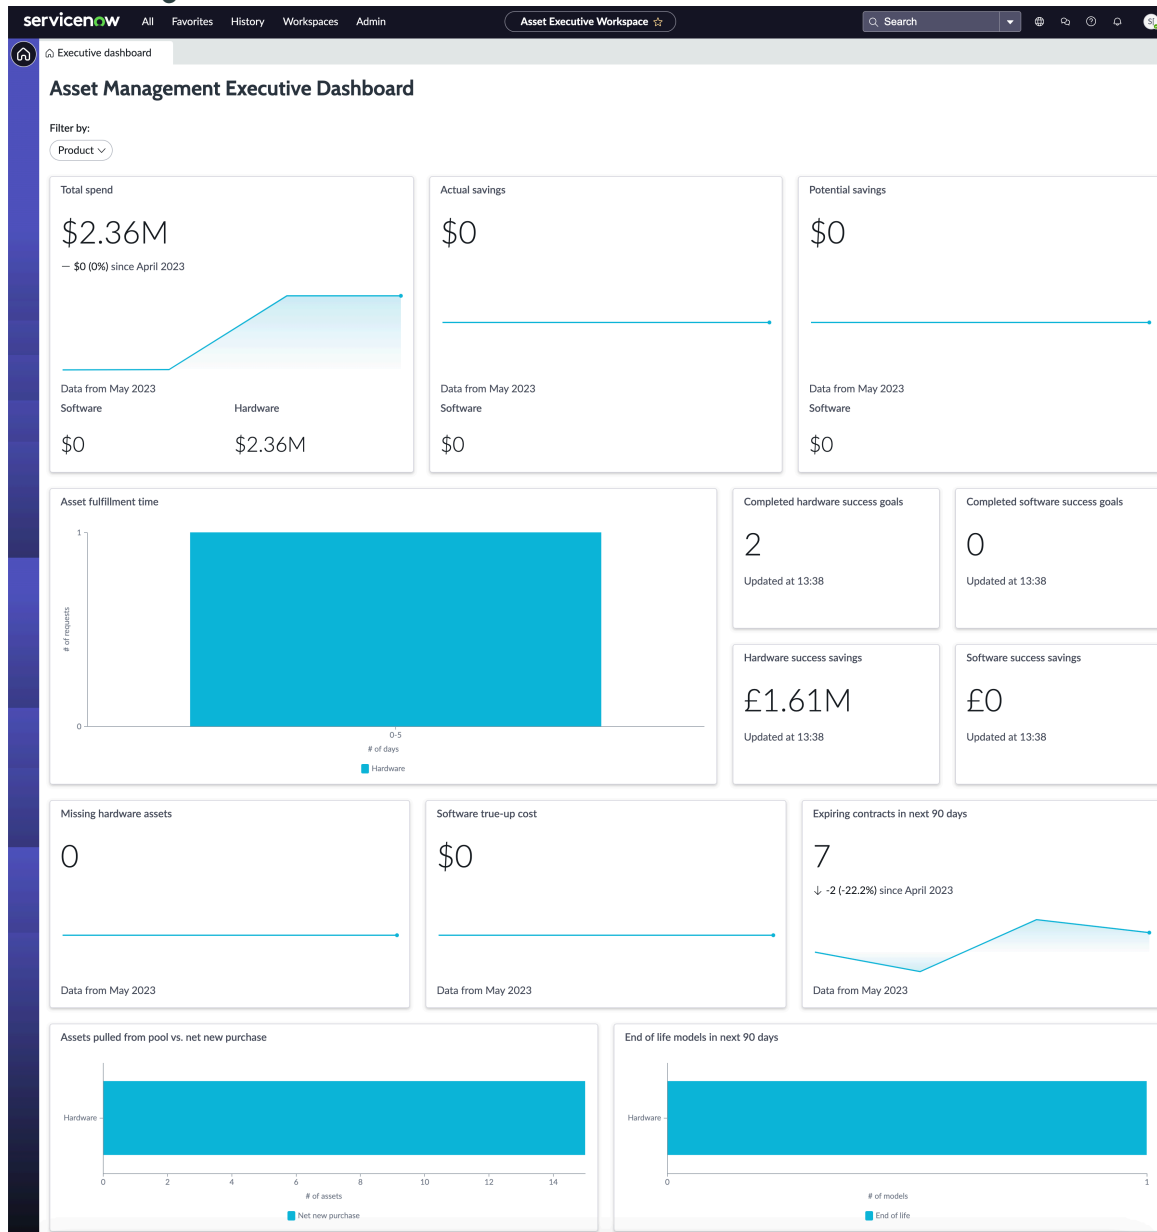 servicenow All Favorites History Workspaces Admin Asset Executive Workspace Search
Executive dashboard
Asset Management Executive Dashboard
Filter by:
Product
Total spend
$2.36M
— $0 (0%) since April 2023
Data from May 2023
Software Hardware
$0 $2.36M
Actual savings
$0
Data from May 2023
Software
$0
Potential savings
$0
Data from May 2023
Software
$0
Asset fulfillment time
1
# of requests
0
0-5
# of days
Hardware
Completed hardware success goals
2
Updated at 13:38
Completed software success goals
0
Updated at 13:38
Hardware success savings
£1.61M
Updated at 13:38
Software success savings
£0
Updated at 13:38
Missing hardware assets
0
Data from May 2023
Software true-up cost
$0
Data from May 2023
Expiring contracts in next 90 days
7
↓ -2 (-22.2%) since April 2023
Data from May 2023
Assets pulled from pool vs. net new purchase
Hardware
0 2 4 6 8 10 12 14
# of assets
Net new purchase
End of life models in next 90 days
Hardware
0 1
# of models
End of life